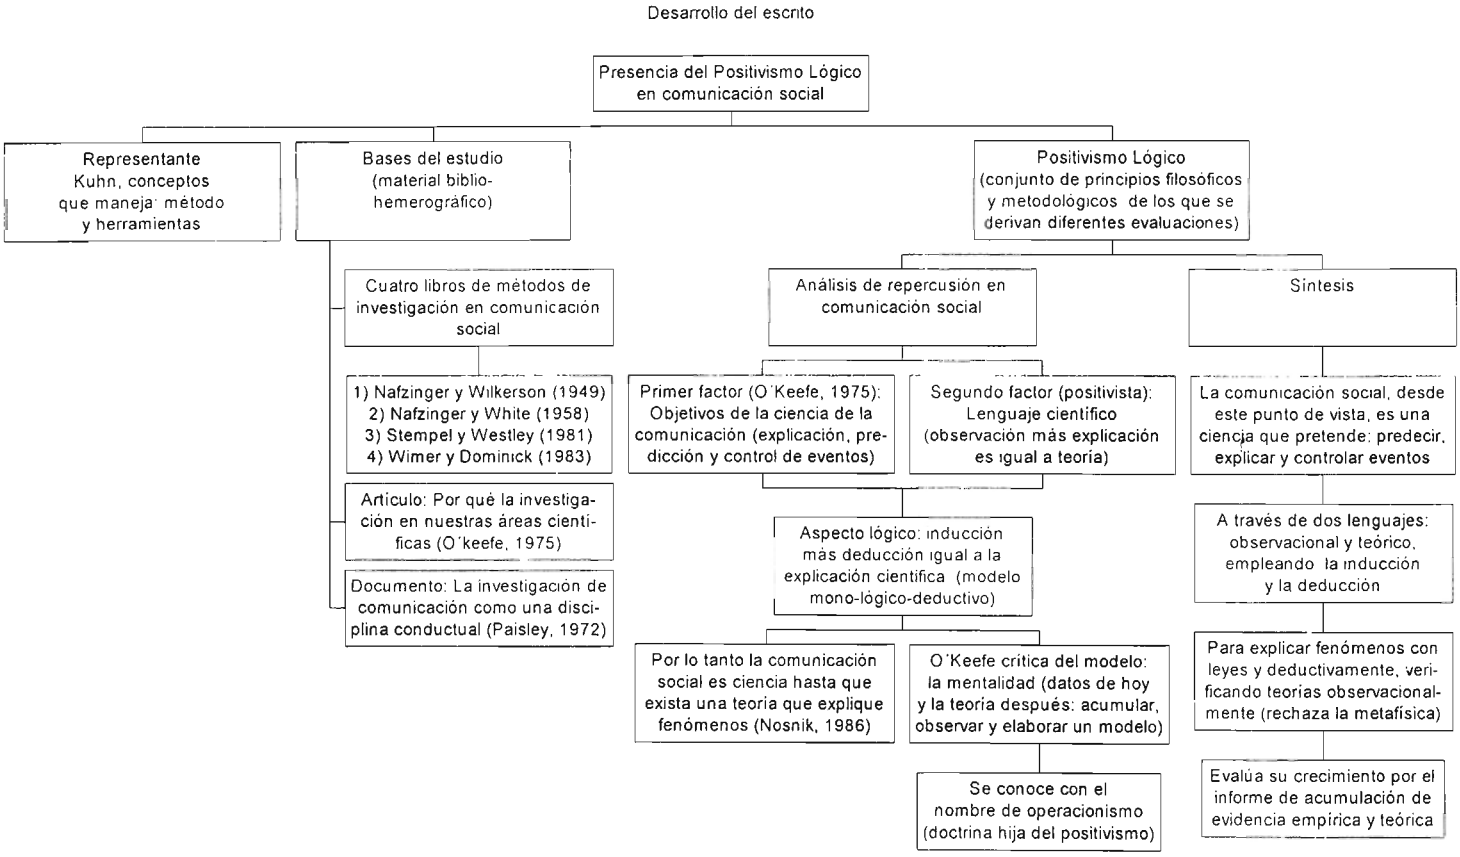 Desarrollo del escrito
Presencia del Positivismo Lógico
en comunicación social
Representante
Kuhn, conceptos
que maneja: método
y herramientas
Bases del estudio
(material biblio-
hemerográfico)
Cuatro libros de métodos de
investigación en comunicación
social
1) Nafzinger y Wilkerson (1949)
2) Nafzinger y White (1958)
3) Stempel y Westley (1981)
4) Wimer y Dominick (1983)
Artículo: Por qué la investiga-
ción en nuestras áreas cientí-
ficas (O'keefe, 1975)
Documento: La investigación de
comunicación como una disci-
plina conductual (Paisley, 1972)
Positivismo Lógico
(conjunto de principios filosóficos
y metodológicos de los que se
derivan diferentes evaluaciones)
Análisis de repercusión en
comunicación social
Primer factor (O'Keefe, 1975):
Objetivos de la ciencia de la
comunicación (explicación, pre-
dicción y control de eventos)
Segundo factor (positivista):
Lenguaje científico
(observación más explicación
es igual a teoría)
Aspecto lógico: inducción
más deducción igual a la
explicación científica (modelo
mono-lógico-deductivo)
Por lo tanto la comunicación
social es ciencia hasta que
exista una teoría que explique
fenómenos (Nosnik, 1986)
O'Keefe critica del modelo:
la mentalidad (datos de hoy
y la teoría después: acumular,
observar y elaborar un modelo)
Se conoce con el
nombre de operacionismo
(doctrina hija del positivismo)
Síntesis
La comunicación social, desde
este punto de vista, es una
ciencia que pretende: predecir,
explicar y controlar eventos
A través de dos lenguajes:
observacional y teórico,
empleando la inducción
y la deducción
Para explicar fenómenos con
leyes y deductivamente, veri-
ficando teorías observacional-
mente (rechaza la metafísica)
Evalúa su crecimiento por el
informe de acumulación de
evidencia empírica y teórica